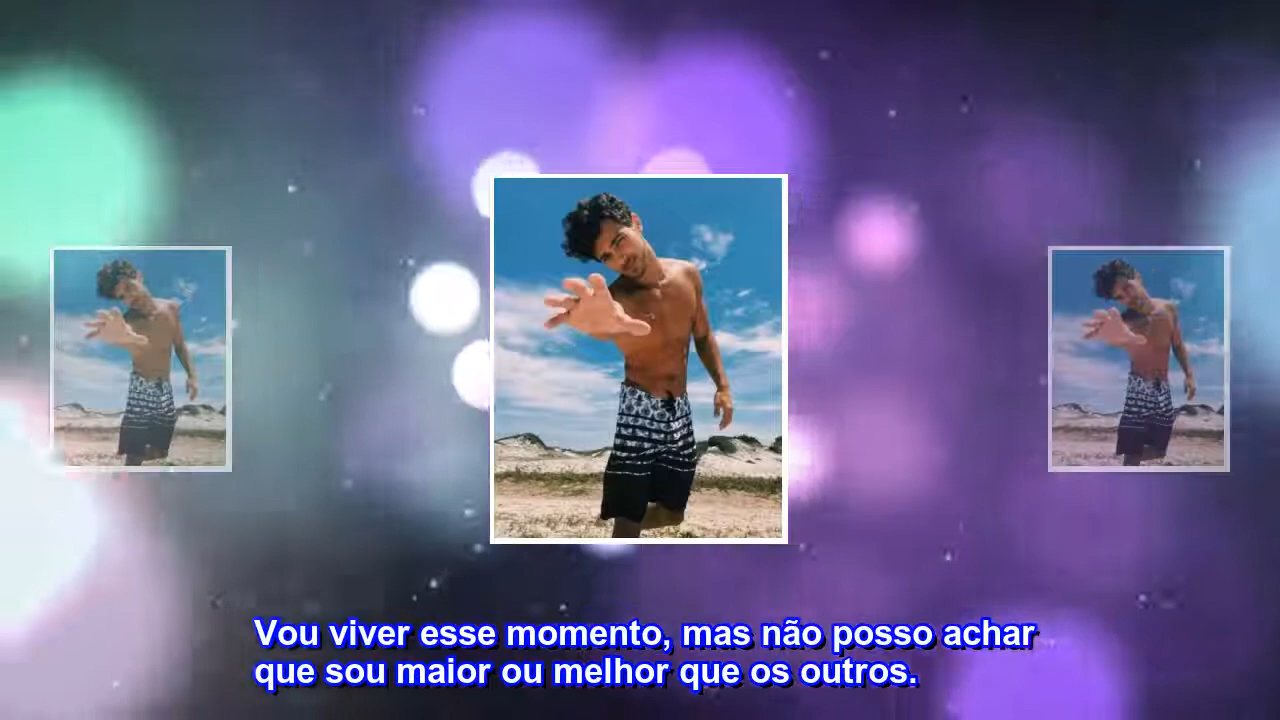 Vou viver esse momento, mas não posso achar
que sou maior ou melhor que os outros.